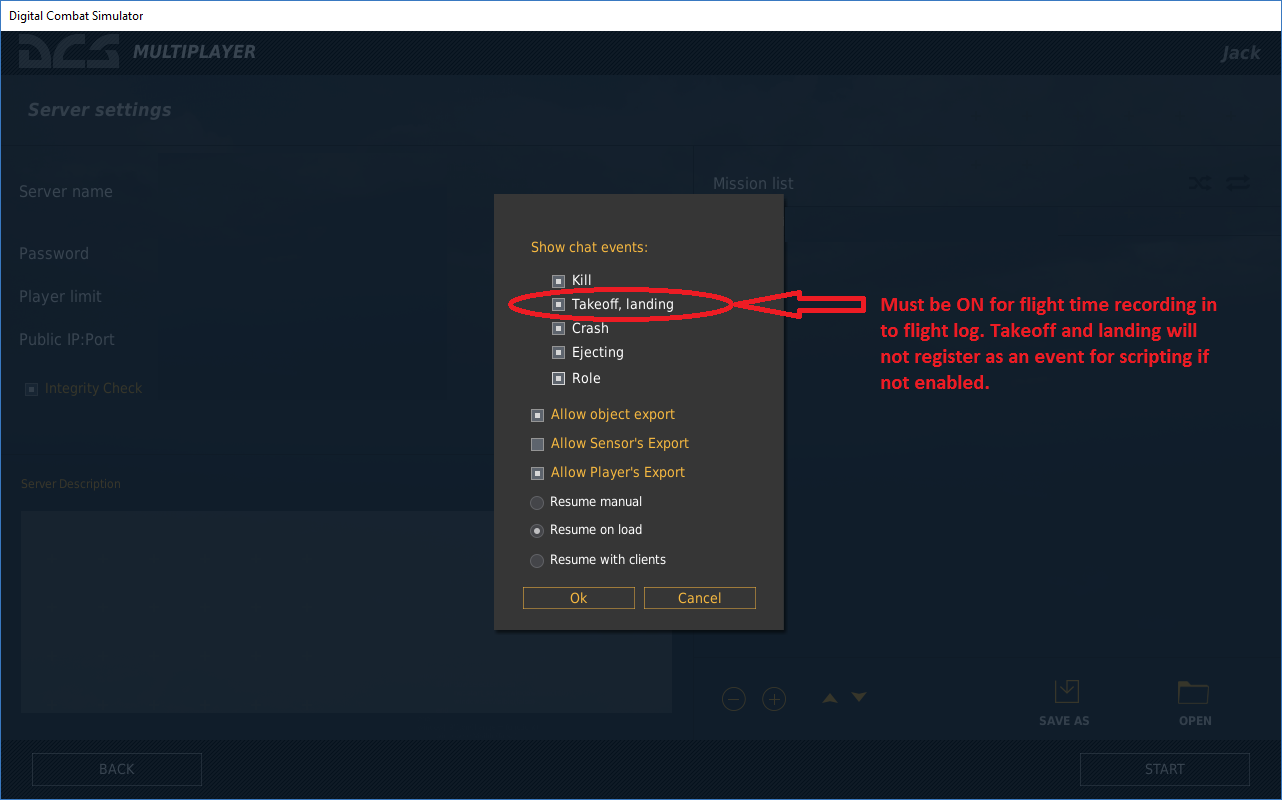 Digital Combat Simulator
DCS MULTIPLAYER
Jack
Server settings
Server name
Password
Player limit
Public IP:Port
Integrity Check
Server Description
Mission list
Show chat events:
Kill
Takeoff, landing
Crash
Ejecting
Role
Allow object export
Allow Sensor's Export
Allow Player's Export
Resume manual
Resume on load
Resume with clients
Ok
Cancel
Must be ON for flight time recording in
to flight log. Takeoff and landing will
not register as an event for scripting if
not enabled.
SAVE AS
OPEN
BACK
START